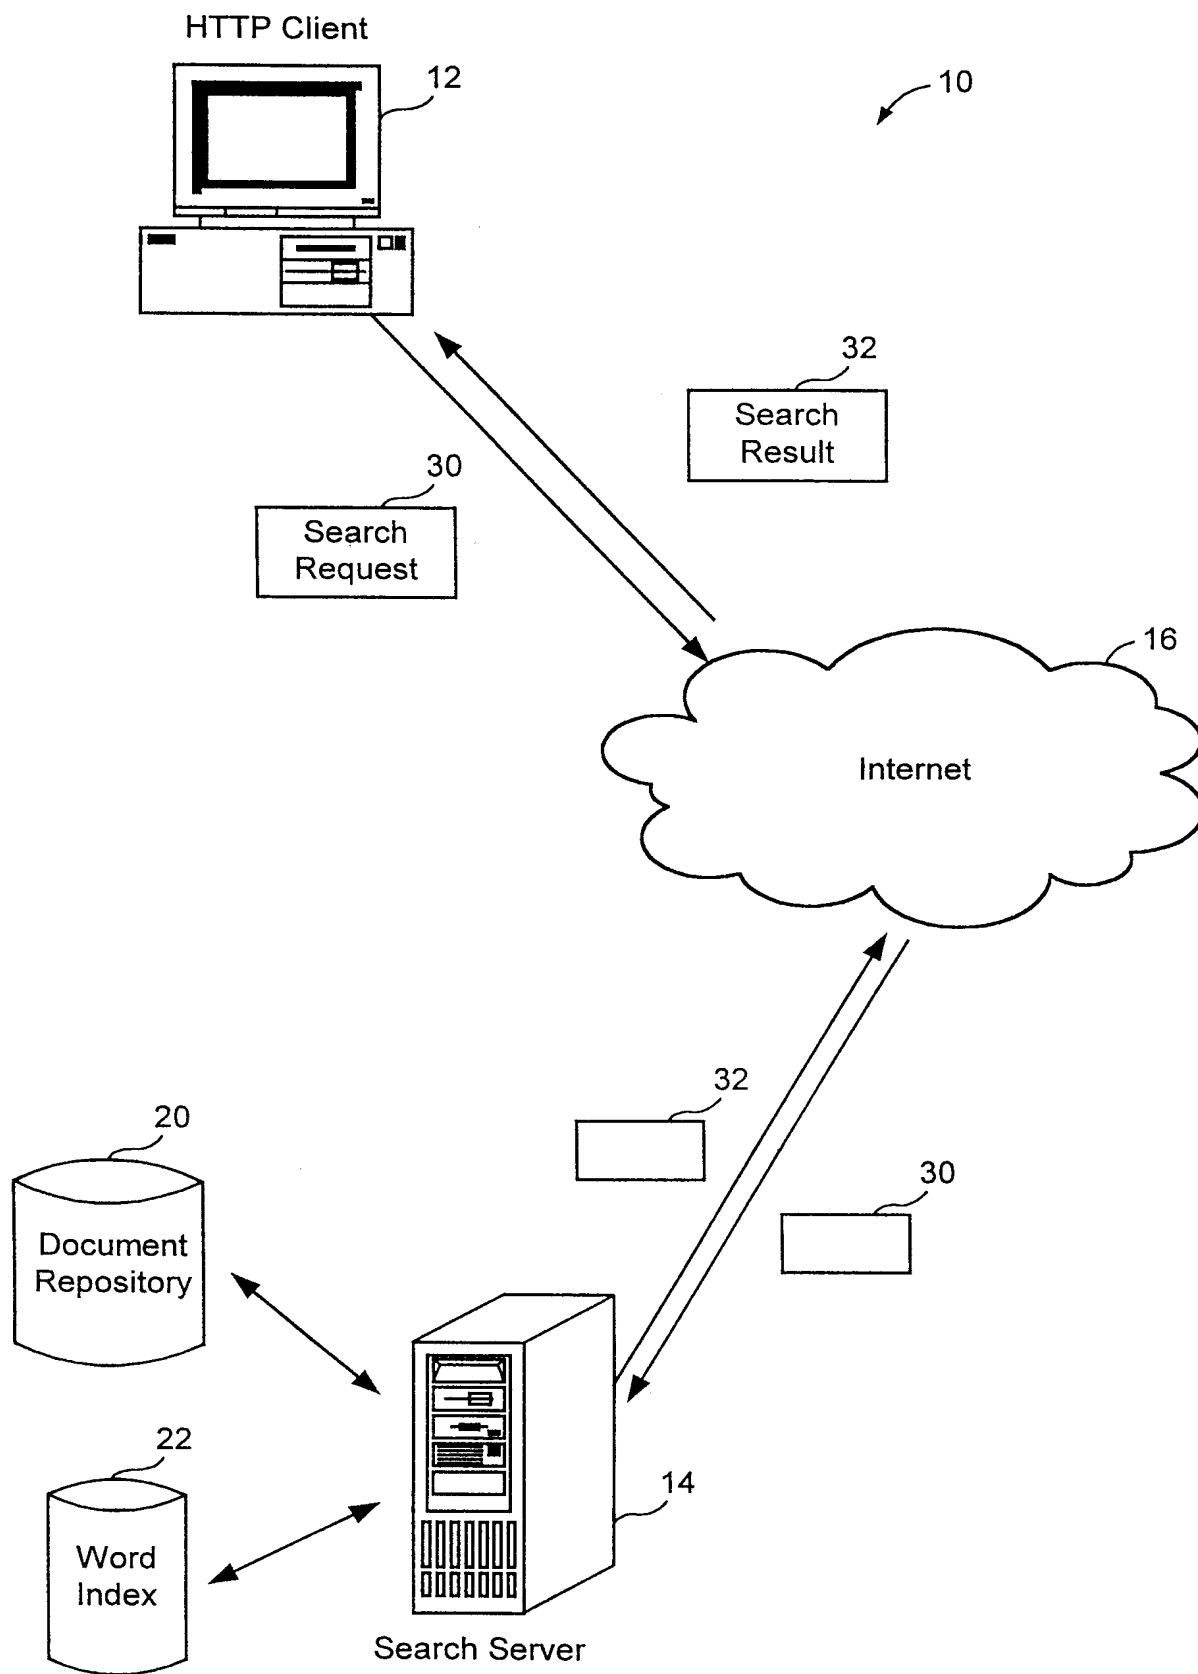 HTTP Client
12
10
32
Search
Result
30
Search
Request
16
Internet
32
20
30
Document
Repository
22
14
Word
Index
Search Server